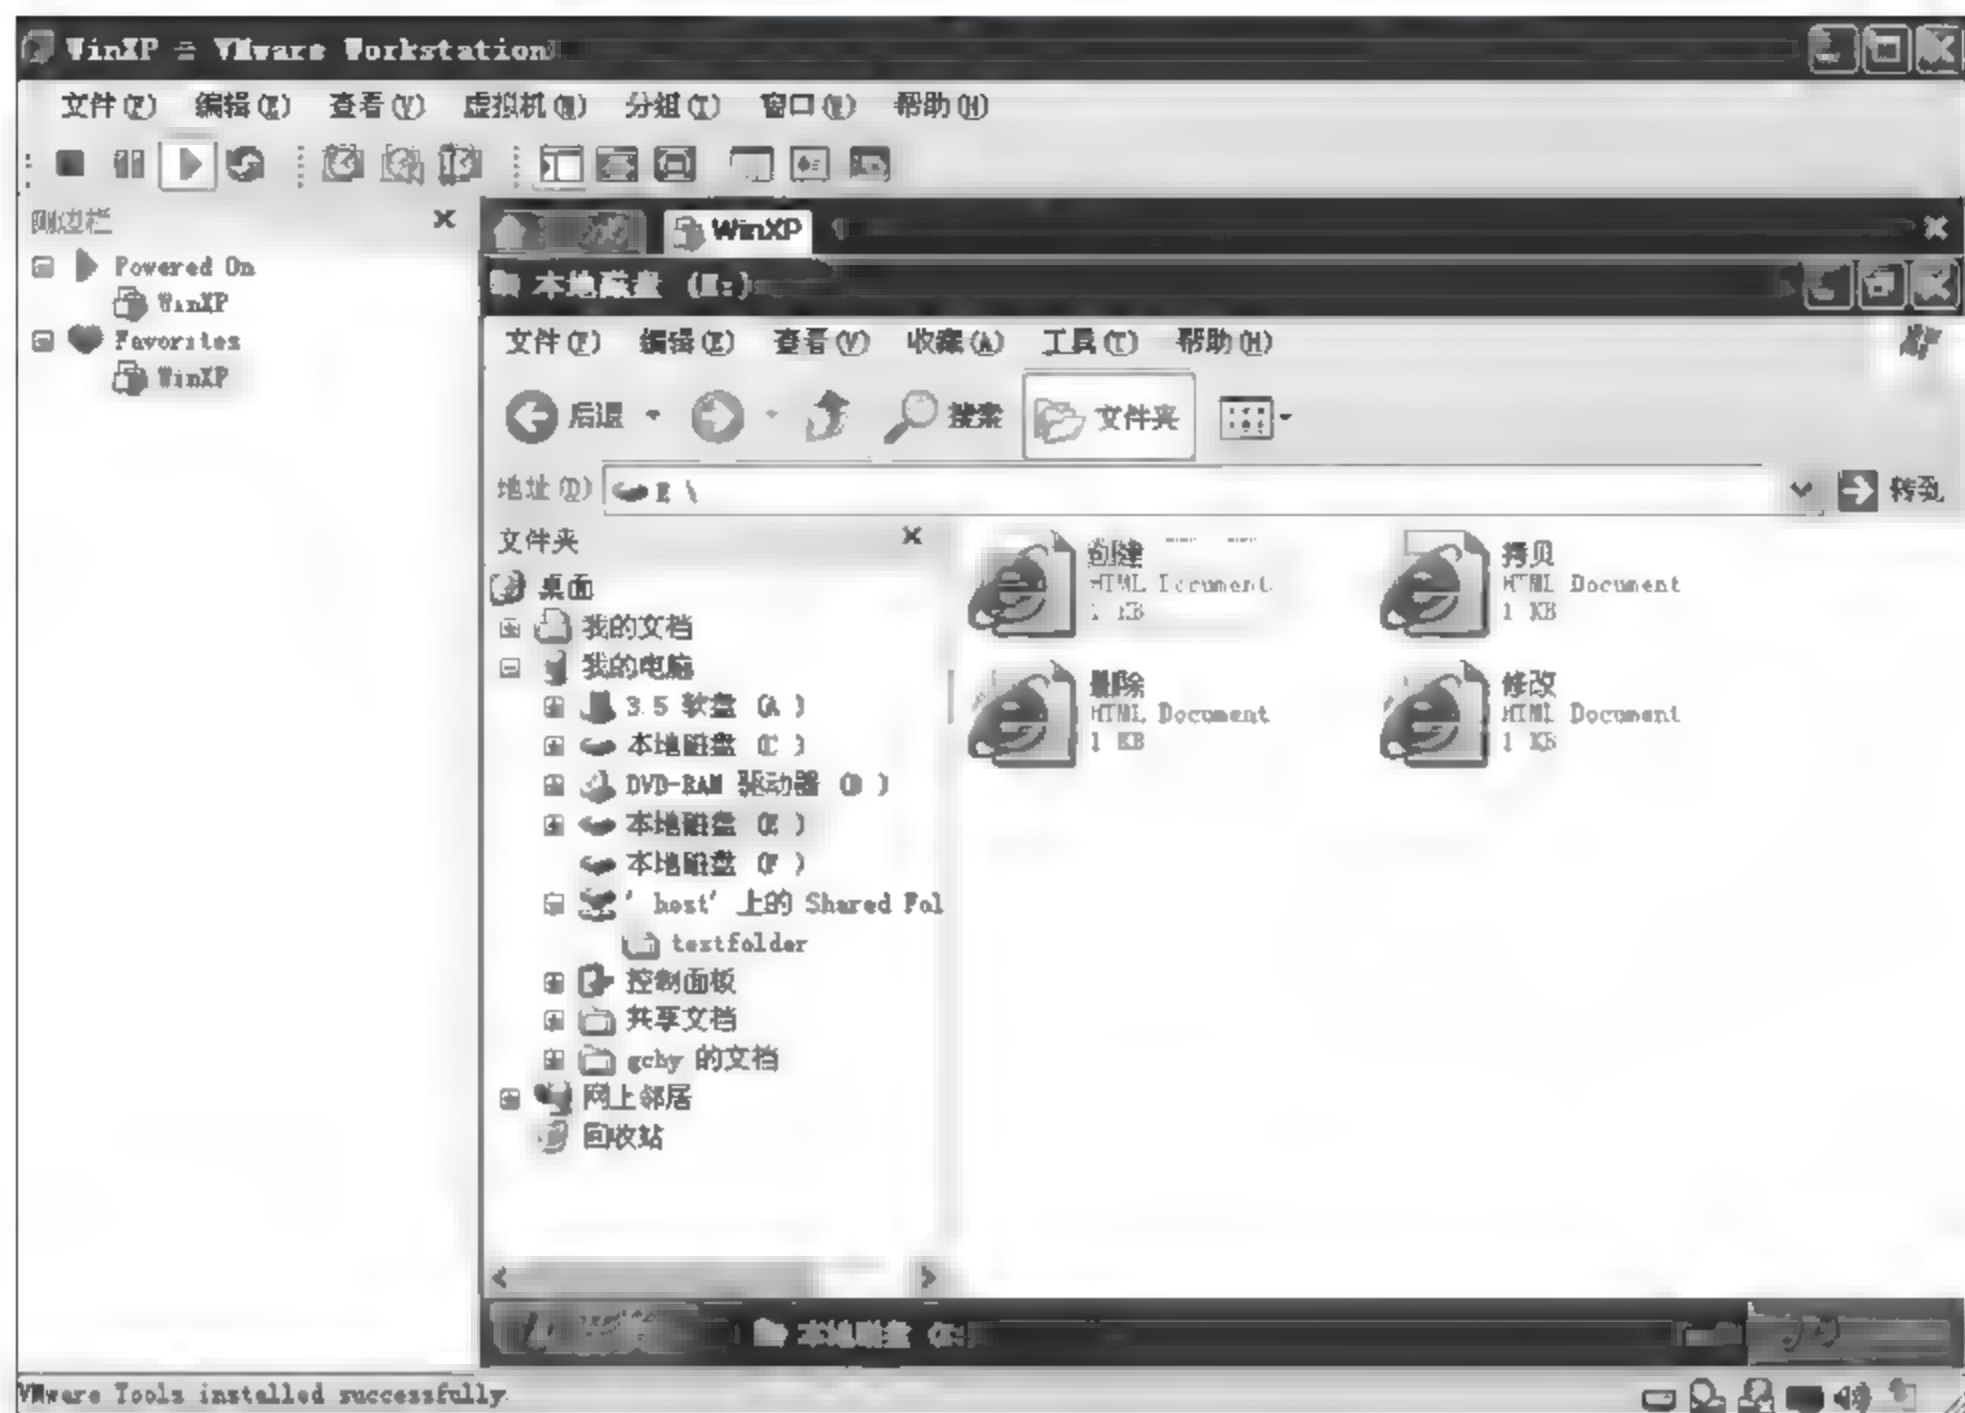 WinXP - VMware Workstation
文件(F) 编辑(E) 查看(V) 虚拟机(M) 分组(T) 窗口(W) 帮助(H)
侧边栏
Powered On
WinXP
Favorites
WinXP
WinXP
本地磁盘 (E:)
文件(F) 编辑(E) 查看(V) 收藏(A) 工具(T) 帮助(H)
后退 搜索 文件夹
地址(D) E \ 转到
文件夹
桌面
我的文档
我的电脑
3.5 软盘 (A )
本地磁盘 (C )
DVD-RAM 驱动器 (D )
本地磁盘 (E )
本地磁盘 (F )
' host' 上的 Shared Fol
testfolder
控制面板
共享文档
gchy 的文档
网上邻居
回收站
创建
HTML Document
1 KB
拷贝
HTML Document
1 KB
删除
HTML Document
1 KB
修改
HTML Document
1 KB
本地磁盘 (E:)
VMware Tools installed successfully.